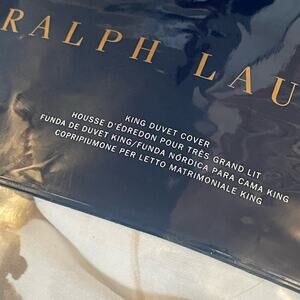 RALPH LAU
KING DUVET COVER
HOUSSE D'ÉDREDON POUR TRÈS GRAND LIT
FUNDA DE DUVET KING/FUNDA NÓRDICA PARA CAMA KING
COPRIPIUMONE PER LETTO MATRIMONIALE KING